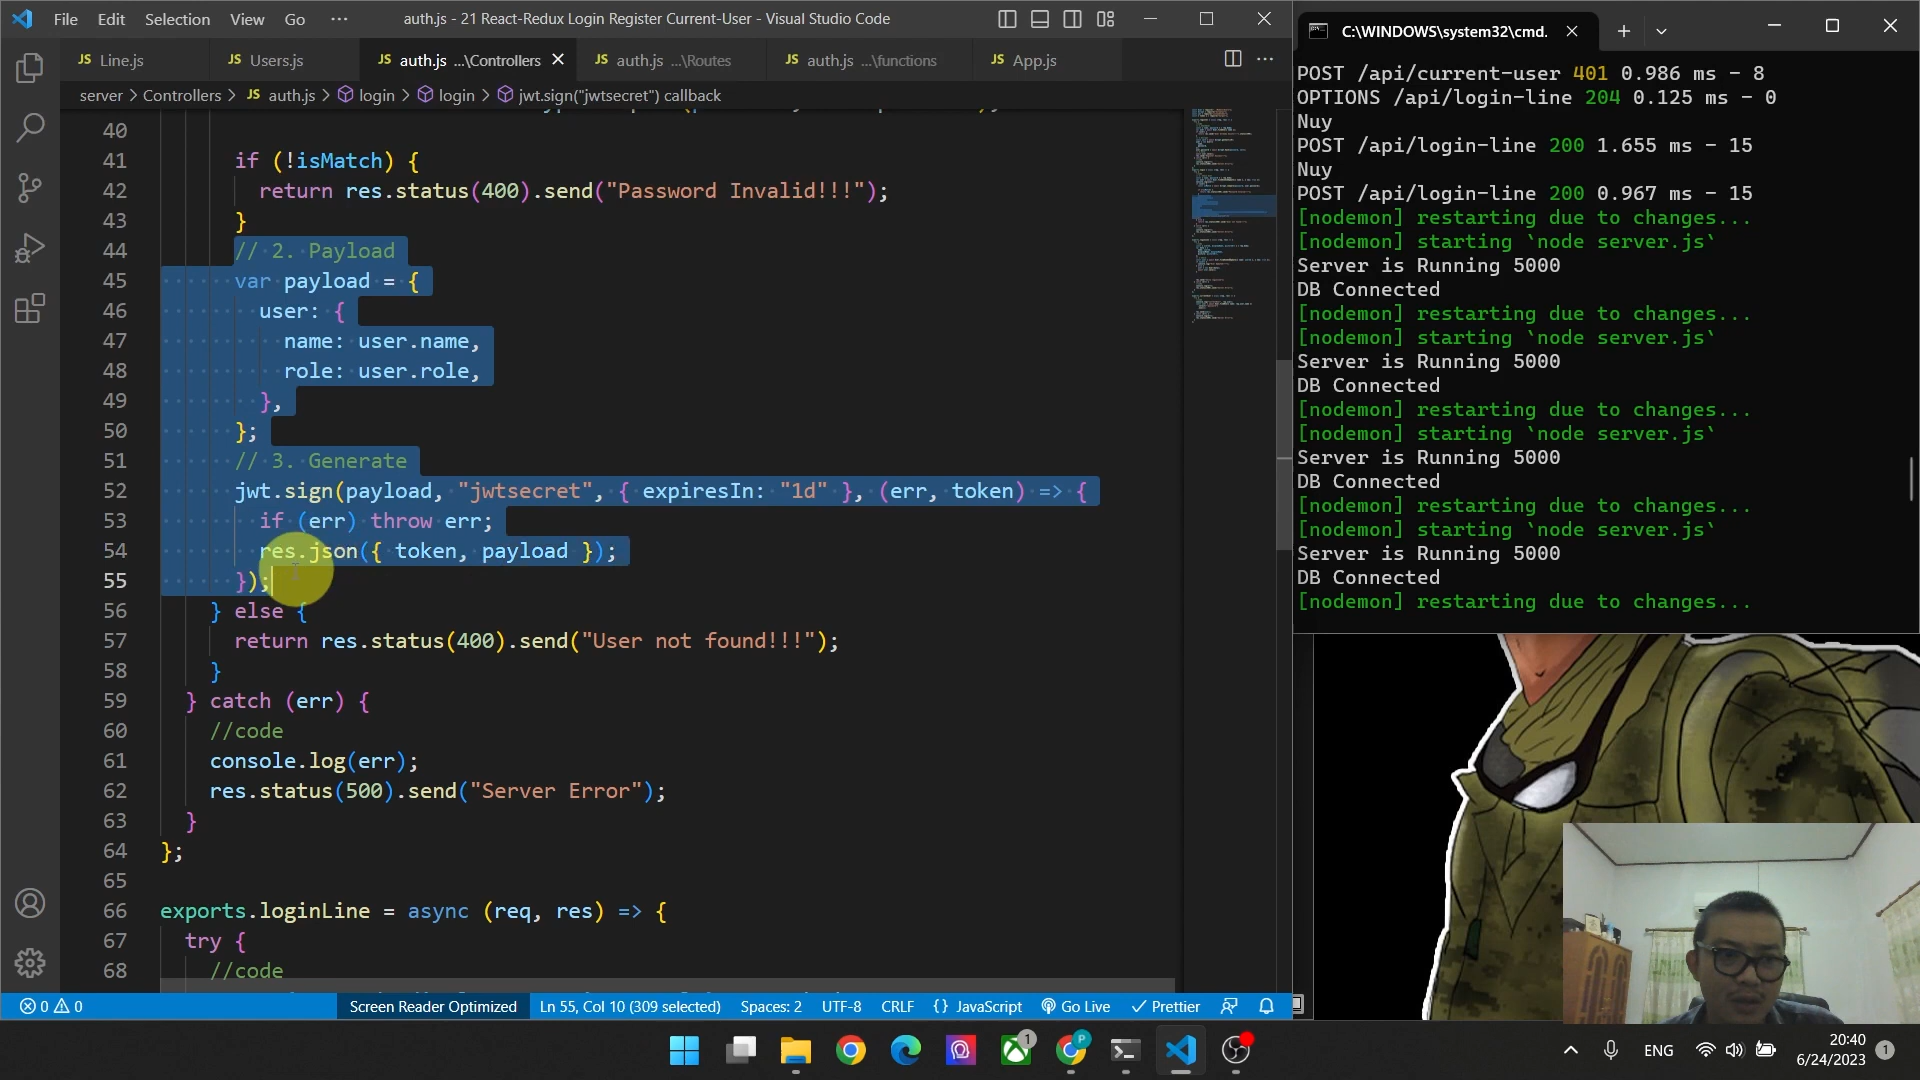 File Edit Selection View Go ··· auth.js - 21 React-Redux Login Register Current-User - Visual Studio Code
JS Line.js JS Users.js JS auth.js ...\Controllers JS auth.js ...\Routes JS auth.js ...\functions JS App.js
server > Controllers > JS auth.js > login > login > jwt.sign("jwtsecret") callback
40
41 if (!isMatch) {
42 return res.status(400).send("Password Invalid!!!");
43 }
44 // 2. Payload
45 var payload = {
46 user: {
47 name: user.name,
48 role: user.role,
49 },
50 };
51 // 3. Generate
52 jwt.sign(payload, "jwtsecret", { expiresIn: "1d" }, (err, token) => {
53 if (err) throw err;
54 res.json({ token, payload });
55 });
56 } else {
57 return res.status(400).send("User not found!!!");
58 }
59 } catch (err) {
60 //code
61 console.log(err);
62 res.status(500).send("Server Error");
63 }
64 };
65
66 exports.loginLine = async (req, res) => {
67 try {
68 //code
0 0 Screen Reader Optimized Ln 55, Col 10 (309 selected) Spaces: 2 UTF-8 CRLF {} JavaScript Go Live Prettier
C:\WINDOWS\system32\cmd.
POST /api/current-user 401 0.986 ms - 8
OPTIONS /api/login-line 204 0.125 ms - 0
Nuy
POST /api/login-line 200 1.655 ms - 15
Nuy
POST /api/login-line 200 0.967 ms - 15
[nodemon] restarting due to changes...
[nodemon] starting `node server.js`
Server is Running 5000
DB Connected
[nodemon] restarting due to changes...
[nodemon] starting `node server.js`
Server is Running 5000
DB Connected
[nodemon] restarting due to changes...
[nodemon] starting `node server.js`
Server is Running 5000
DB Connected
[nodemon] restarting due to changes...
[nodemon] starting `node server.js`
Server is Running 5000
DB Connected
[nodemon] restarting due to changes...
1 P ENG 20:40 1
6/24/2023